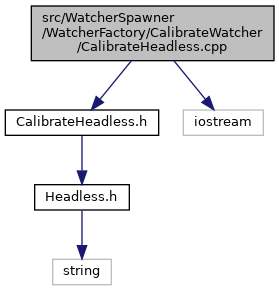 src/WatcherSpawner
/WatcherFactory/CalibrateWatcher
/CalibrateHeadless.cpp
CalibrateHeadless.h
iostream
Headless.h
string